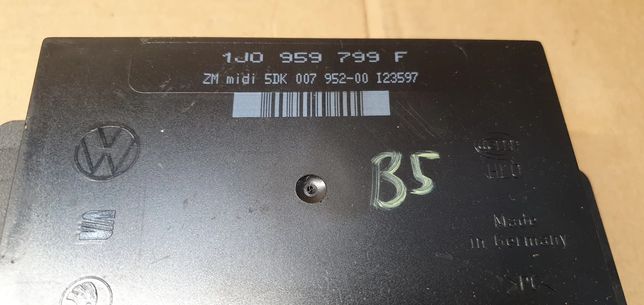 1J0 959 799 F
ZM midi 5DK 007 952-00 I23597
B5
Made
in Germany